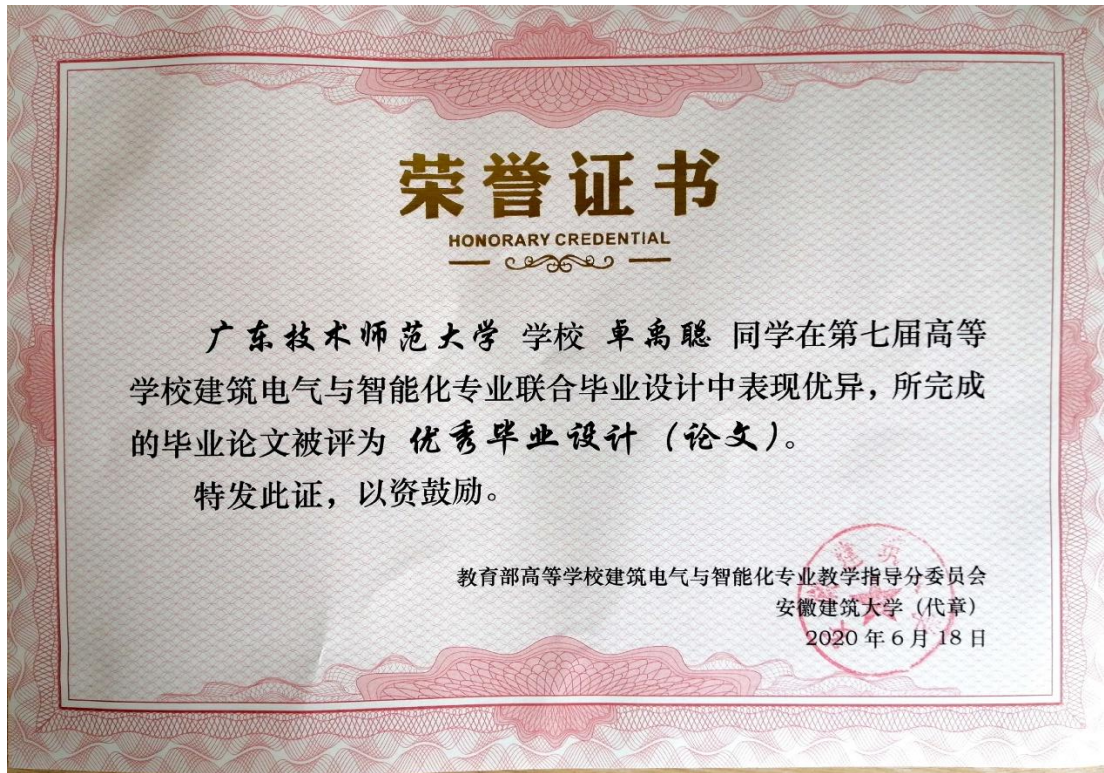 荣誉证书
HONORARY CREDENTIAL
广东技术师范大学 学校 卓禹聪 同学在第七届高等
学校建筑电气与智能化专业联合毕业设计中表现优异，所完成
的毕业论文被评为 优秀毕业设计（论文）。
特发此证，以资鼓励。
教育部高等学校建筑电气与智能化专业教学指导分委员会
安徽建筑大学（代章）
2020 年 6 月 18 日